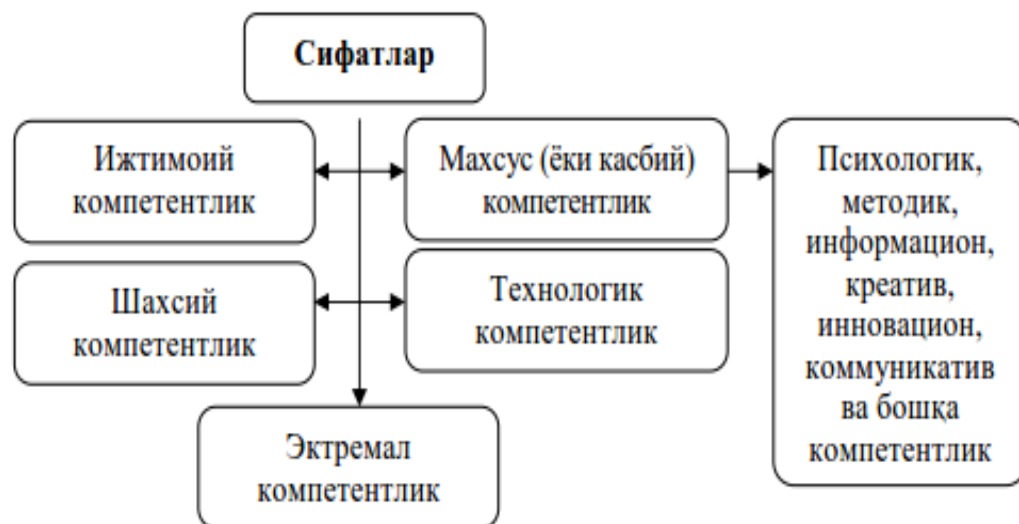 Сифатлар
Ижтимоий
компетентлик
Махсус (ёки касбий)
компетентлик
Психологик,
методик,
информацион,
креатив,
инновацион,
коммуникатив
ва бошқа
компетентлик
Шахсий
компетентлик
Технологик
компетентлик
Эктремал
компетентлик